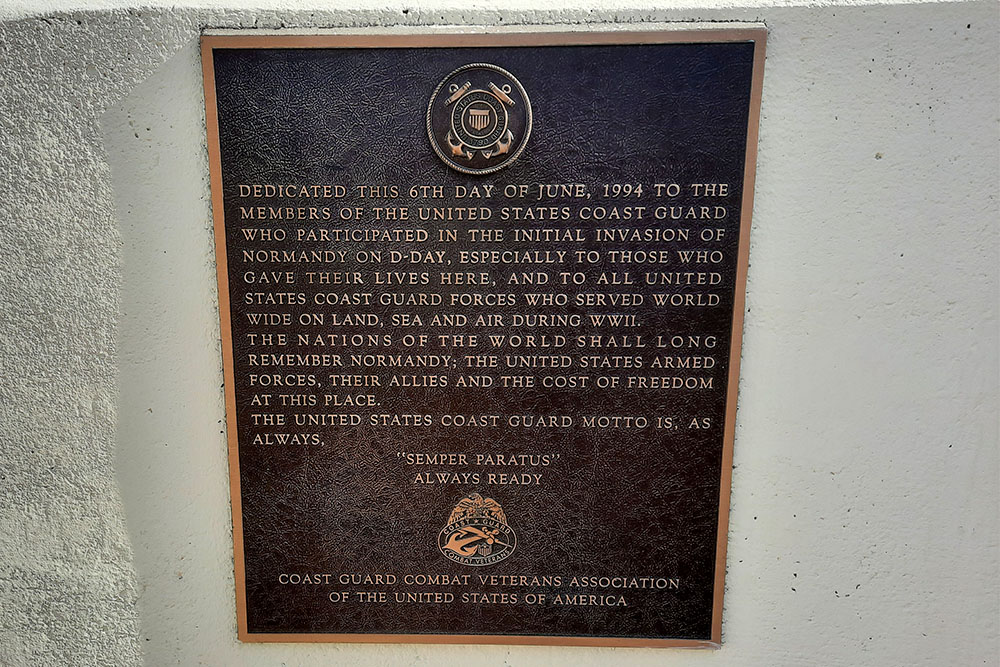 DEDICATED THIS 6TH DAY OF JUNE, 1994 TO THE
MEMBERS OF THE UNITED STATES COAST GUARD
WHO PARTICIPATED IN THE INITIAL INVASION OF
NORMANDY ON D-DAY, ESPECIALLY TO THOSE WHO
GAVE THEIR LIVES HERE, AND TO ALL UNITED
STATES COAST GUARD FORCES WHO SERVED WORLD
WIDE ON LAND, SEA AND AIR DURING WWII.
THE NATIONS OF THE WORLD SHALL LONG
REMEMBER NORMANDY; THE UNITED STATES ARMED
FORCES, THEIR ALLIES AND THE COST OF FREEDOM
AT THIS PLACE.
THE UNITED STATES COAST GUARD MOTTO IS, AS
ALWAYS,
"SEMPER PARATUS"
ALWAYS READY
COAST GUARD
COMBAT VETERANS
COAST GUARD COMBAT VETERANS ASSOCIATION
OF THE UNITED STATES OF AMERICA